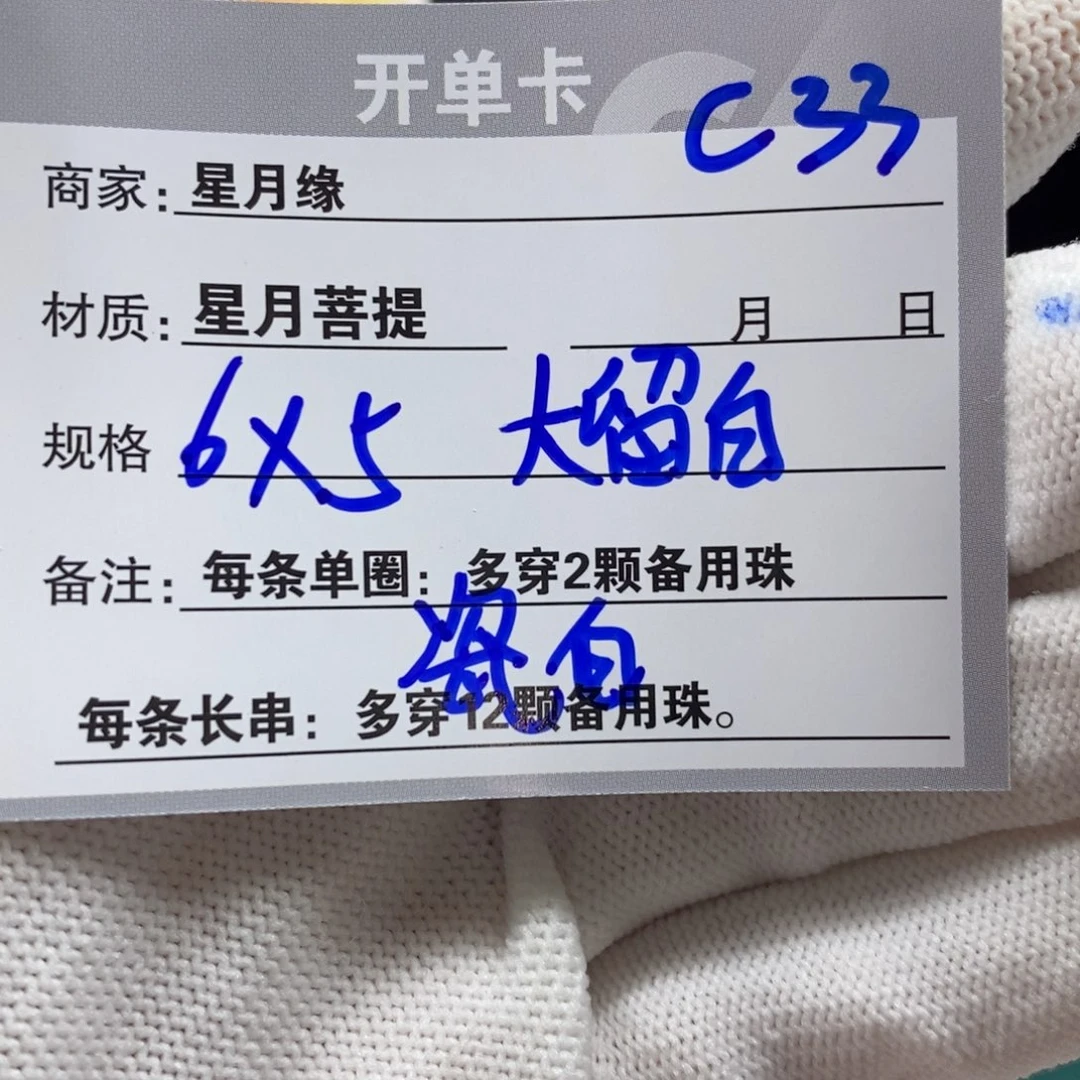 开单卡
C33
商家：星月缘
材质：星月菩提 月 日
规格 6X5 大留白
备注：每条单圈：多穿2颗备用珠
瓷白
每条长串：多穿12颗备用珠。